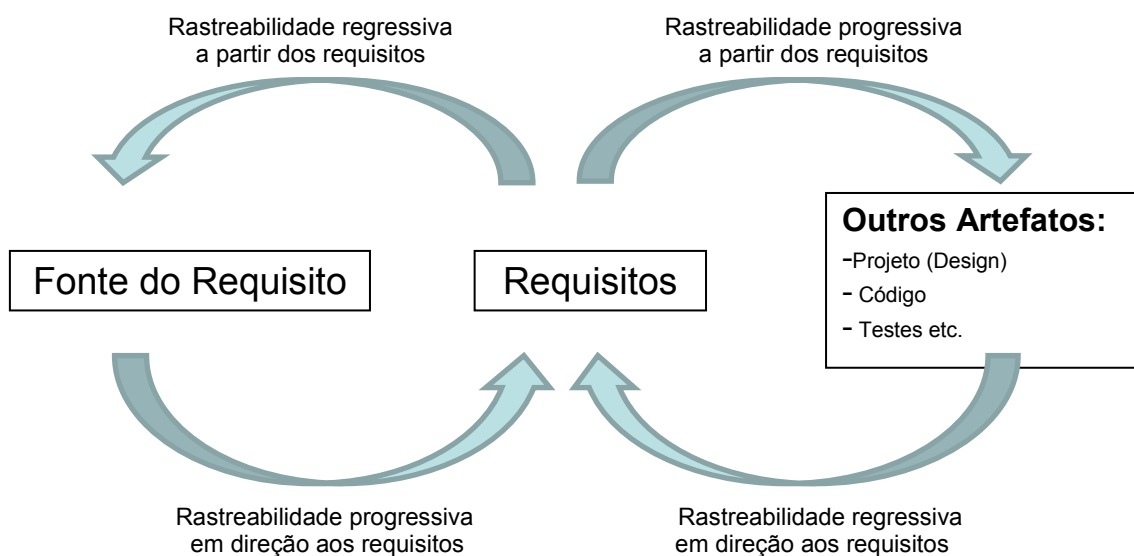 Rastreabilidade regressiva
a partir dos requisitos
Rastreabilidade progressiva
a partir dos requisitos
Fonte do Requisito
Requisitos
Outros Artefatos:
-Projeto (Design)
- Código
- Testes etc.
Rastreabilidade progressiva
em direção aos requisitos
Rastreabilidade regressiva
em direção aos requisitos